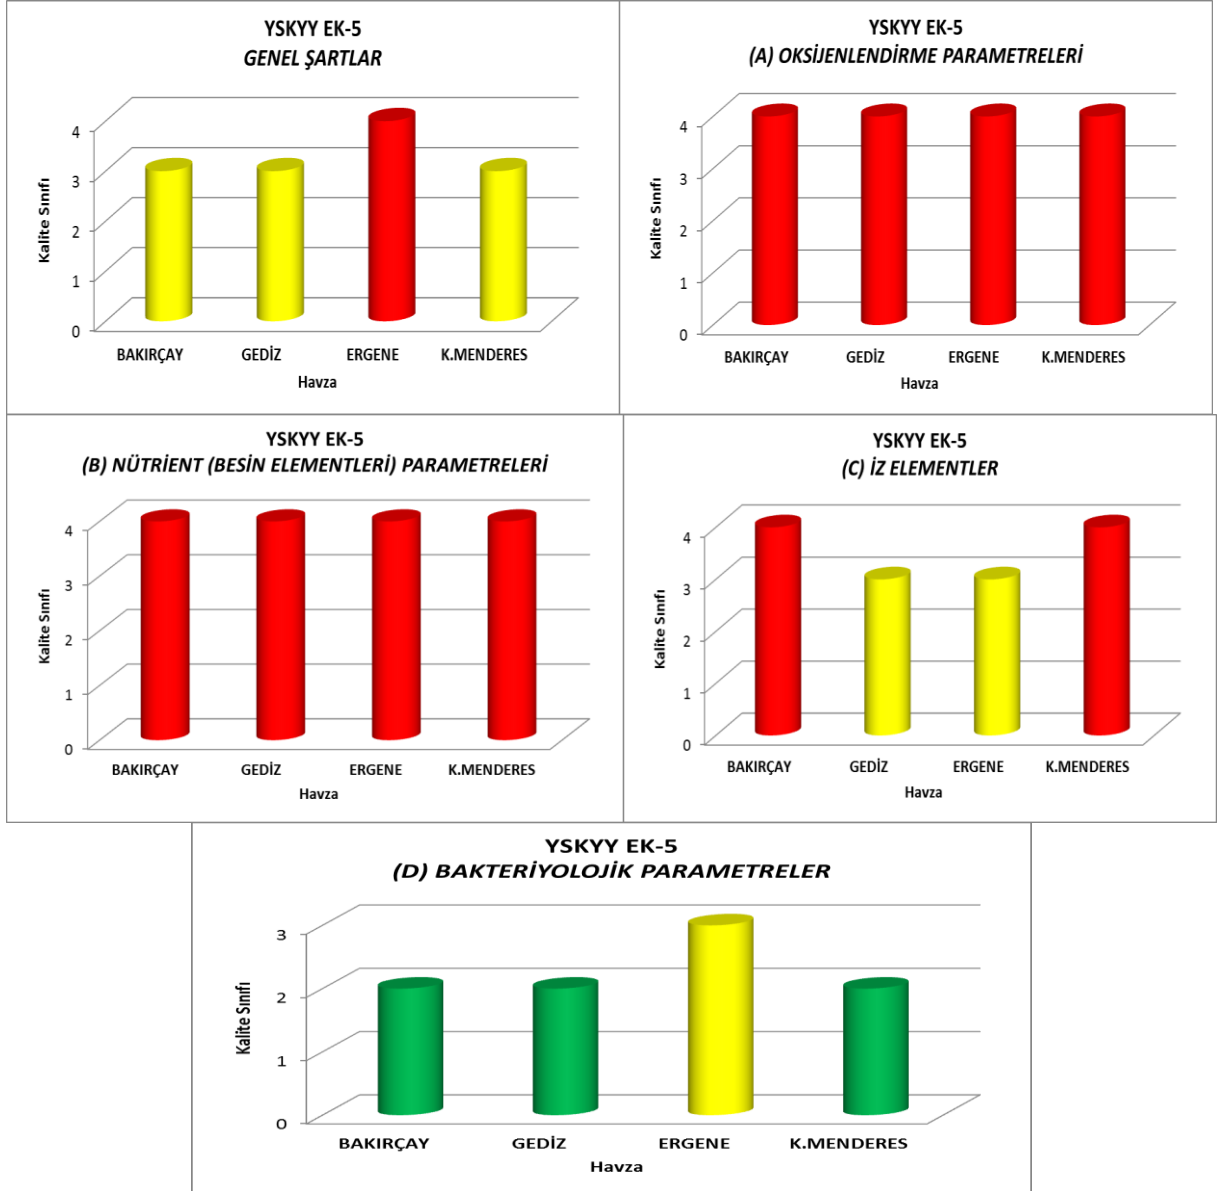 YSKYY EK-5
GENEL ŞARTLAR
4
3
2
1
0
Kalite Sınıfı
BAKIRÇAY GEDİZ ERGENE K.MENDERES
Havza
YSKYY EK-5
(A) OKSİJENLENDİRME PARAMETRELERİ
4
3
2
1
0
Kalite Sınıfı
BAKIRÇAY GEDİZ ERGENE K.MENDERES
Havza
YSKYY EK-5
(B) NÜTRİENT (BESİN ELEMENTLERİ) PARAMETRELERİ
4
3
2
1
0
Kalite Sınıfı
BAKIRÇAY GEDİZ ERGENE K.MENDERES
Havza
YSKYY EK-5
(C) İZ ELEMENTLER
4
3
2
1
0
Kalite Sınıfı
BAKIRÇAY GEDİZ ERGENE K.MENDERES
Havza
YSKYY EK-5
(D) BAKTERİYOLOJİK PARAMETRELER
3
2
1
0
Kalite Sınıfı
BAKIRÇAY GEDİZ ERGENE K.MENDERES
Havza